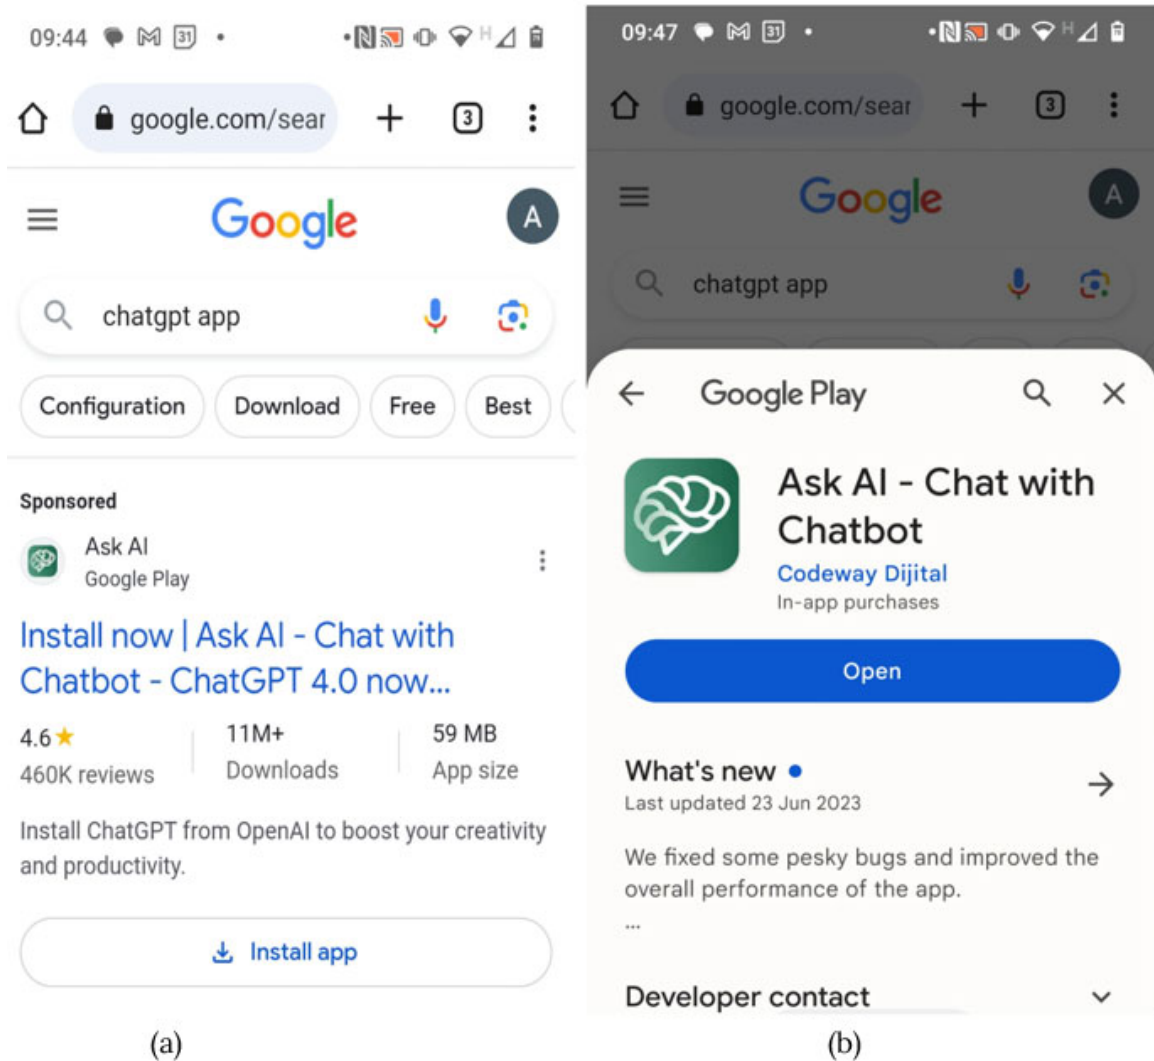 09:44 31
google.com/sear 3
Google A
chatgpt app
Configuration Download Free Best
Sponsored
Ask AI
Google Play
Install now | Ask AI - Chat with
Chatbot - ChatGPT 4.0 now...
4.6★ 11M+ 59 MB
460K reviews Downloads App size
Install ChatGPT from OpenAI to boost your creativity
and productivity.
Install app
(a)
09:47 31
H
google.com/sear 3
Google A
chatgpt app
Google Play
Ask AI - Chat with
Chatbot
Codeway Dijital
In-app purchases
Open
What's new
Last updated 23 Jun 2023
We fixed some pesky bugs and improved the
overall performance of the app.
...
Developer contact
(b)